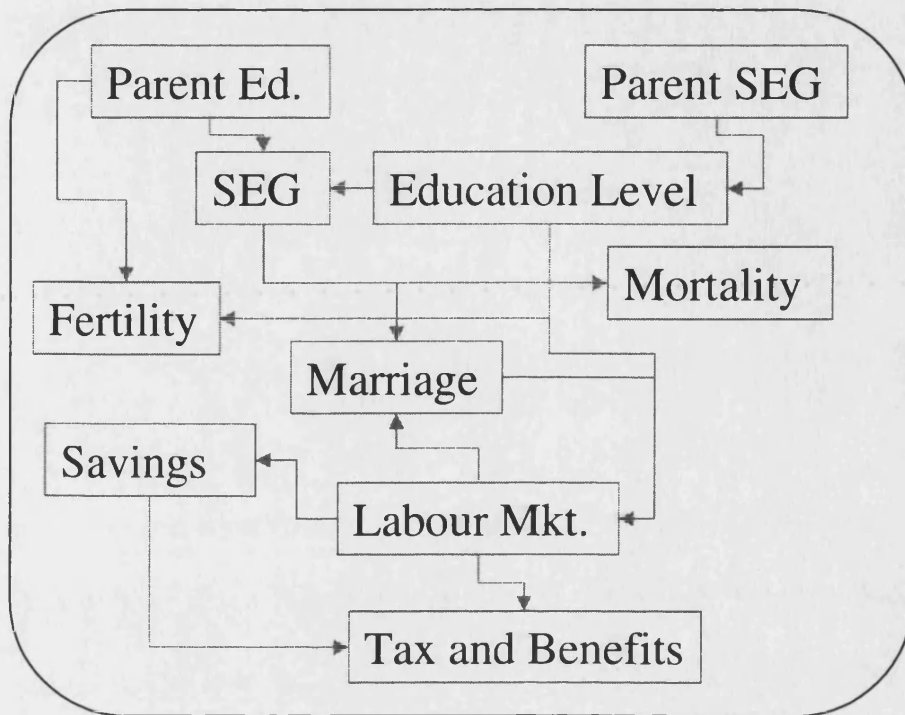 Parent Ed.
Parent SEG
SEG
Education Level
Mortality
Fertility
Marriage
Savings
Labour Mkt.
Tax and Benefits